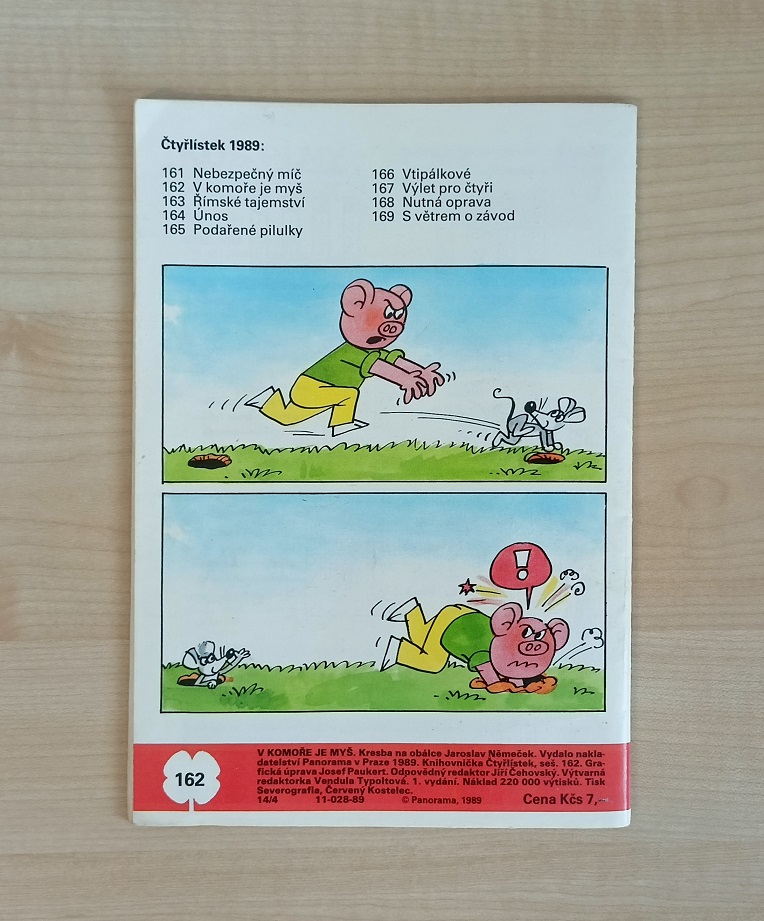 Čtyřlístek 1989:
161 Nebezpečný míč
162 V komoře je myš
163 Římské tajemství
164 Únos
165 Podařené pilulky
166 Vtipálkové
167 Výlet pro čtyři
168 Nutná oprava
169 S větrem o závod
!
162
V KOMOŘE JE MYŠ. Kresba na obálce Jaroslav Němeček. Vydalo nakla-
datelství Panorama v Praze 1989. Knihovnička Čtyřlístek, seš. 162. Gra-
fická úprava Josef Paukert. Odpovědný redaktor Jiří Čehovský. Výtvarná
redaktorka Vendula Typoltová. 1. vydání. Náklad 220 000 výtisků. Tisk
Severografia, Červený Kostelec.
14/4 11-028-89 © Panorama, 1989 Cena Kčs 7,—